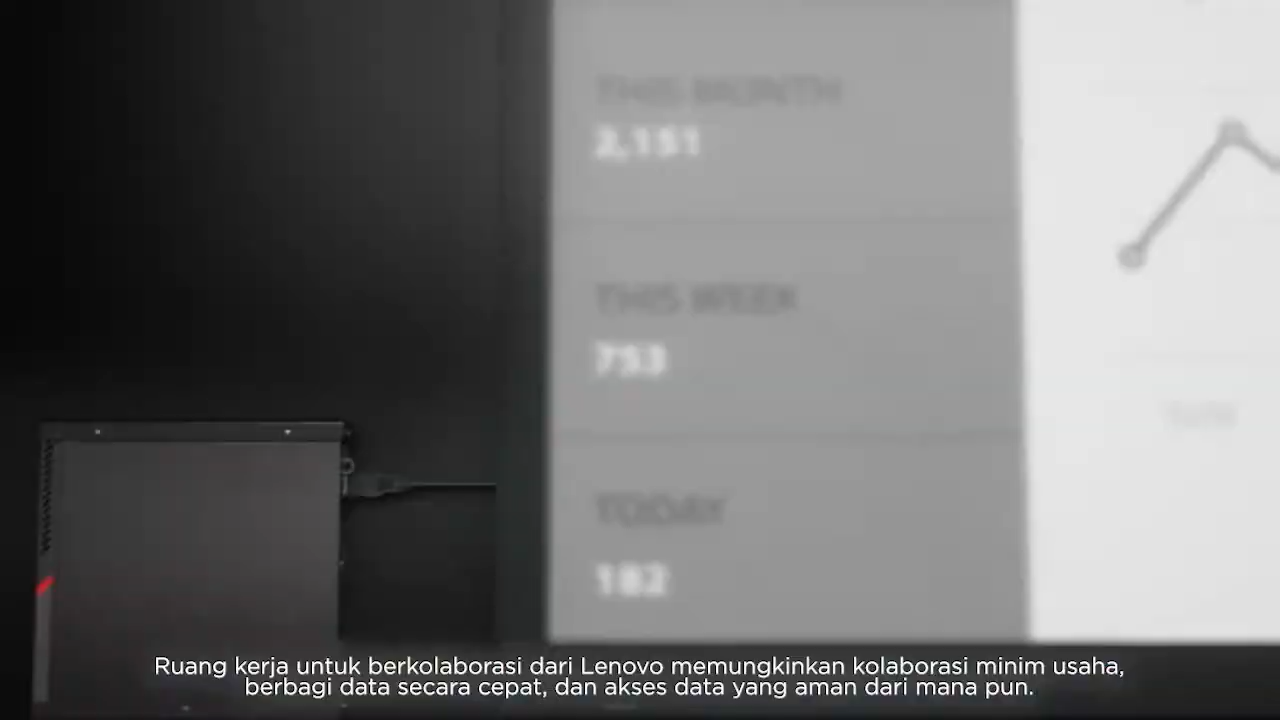 THIS MONTH
2,151
THIS WEEK
753
TODAY
182
Ruang kerja untuk berkolaborasi dari Lenovo memungkinkan kolaborasi minim usaha,
berbagi data secara cepat, dan akses data yang aman dari mana pun.